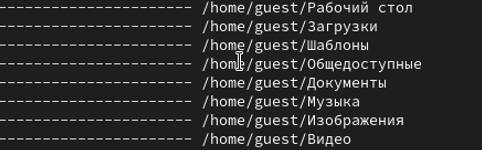 ---------------------- /home/guest/Рабочий стол
---------------------- /home/guest/Загрузки
---------------------- /home/guest/Шаблоны
---------------------- /home/guest/Общедоступные
---------------------- /home/guest/Документы
---------------------- /home/guest/Музыка
---------------------- /home/guest/Изображения
---------------------- /home/guest/Видео